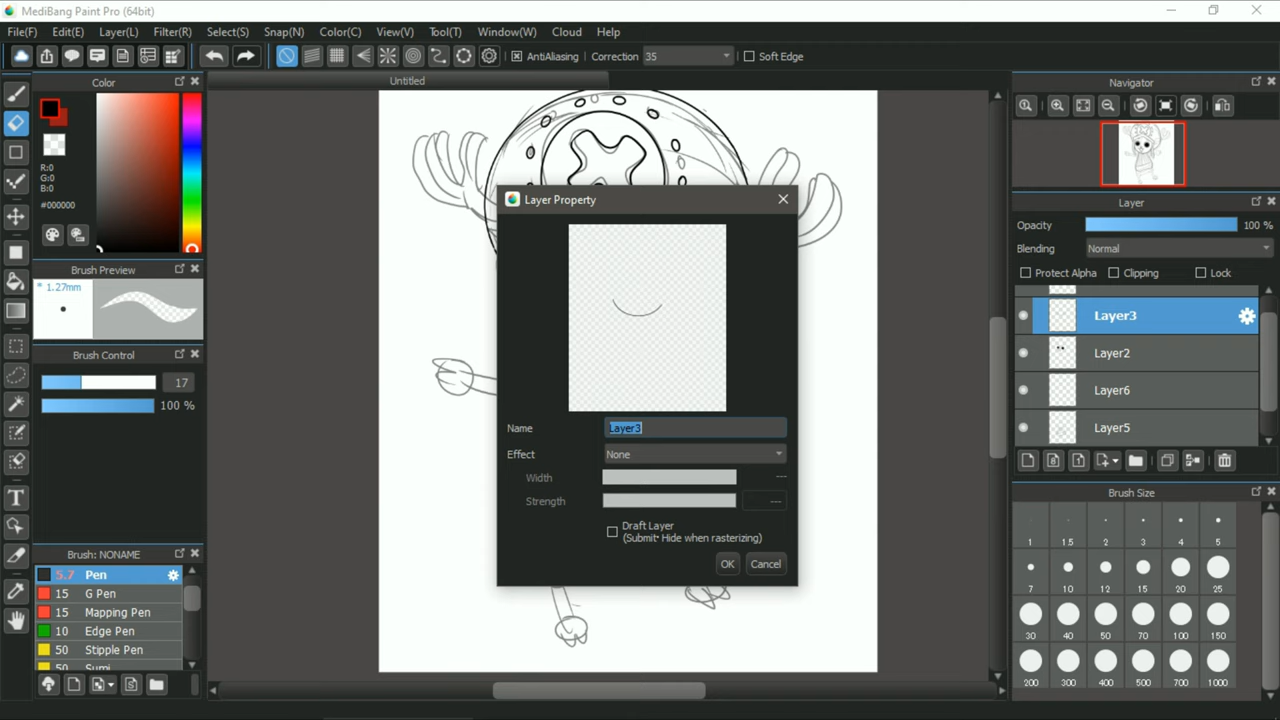 MediBang Paint Pro (64bit)
File(F) Edit(E) Layer(L) Filter(R) Select(S) Snap(N) Color(C) View(V) Tool(T) Window(W) Cloud Help
AntiAliasing Correction 35 Soft Edge
Color
Untitled
Navigator
R:0
G:0
B:0
#000000
Brush Preview
* 1.27mm
Brush Control
17
100 %
Brush: NONAME
5.7 Pen
15 G Pen
15 Mapping Pen
10 Edge Pen
50 Stipple Pen
50 Sumi
Layer Property
Name Layer3
Effect None
Width ---
Strength ---
Draft Layer
(Submit・Hide when rasterizing)
OK Cancel
Layer
Opacity 100 %
Blending Normal
Protect Alpha Clipping Lock
Layer3
Layer2
Layer6
Layer5
8 1
Brush Size
1 1.5 2 3 4 5
7 10 12 15 20 25
30 40 50 70 100 150
200 300 400 500 700 1000